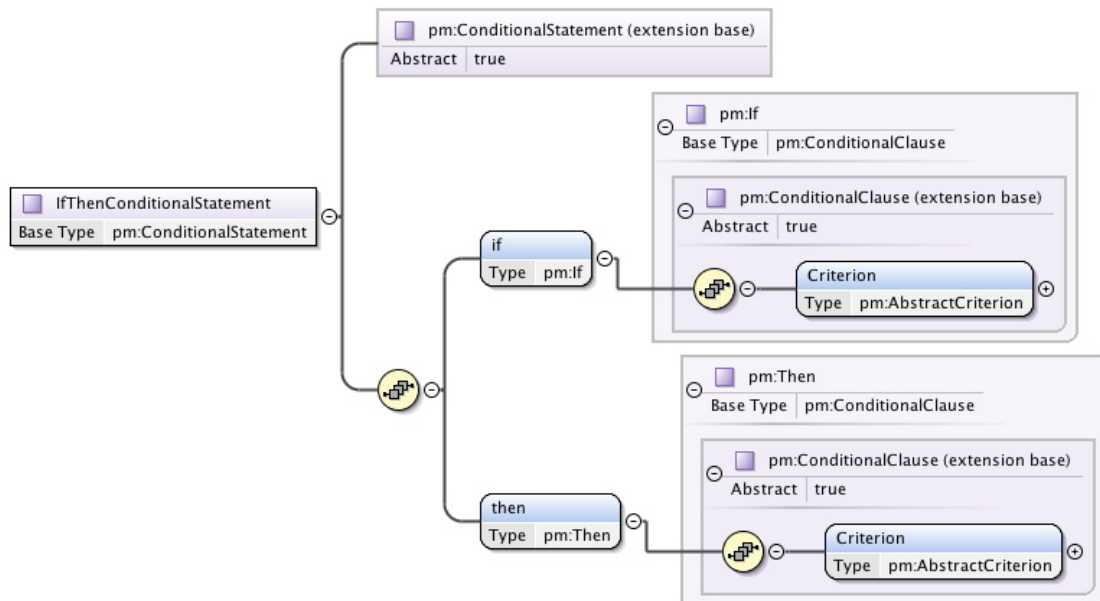 pm:ConditionalStatement (extension base)
Abstract true
pm:If
Base Type pm:ConditionalClause
IfThenConditionalStatement
Base Type pm:ConditionalStatement
pm:ConditionalClause (extension base)
Abstract true
if
Type pm:If
Criterion
Type pm:AbstractCriterion
pm:Then
Base Type pm:ConditionalClause
pm:ConditionalClause (extension base)
Abstract true
then
Type pm:Then
Criterion
Type pm:AbstractCriterion